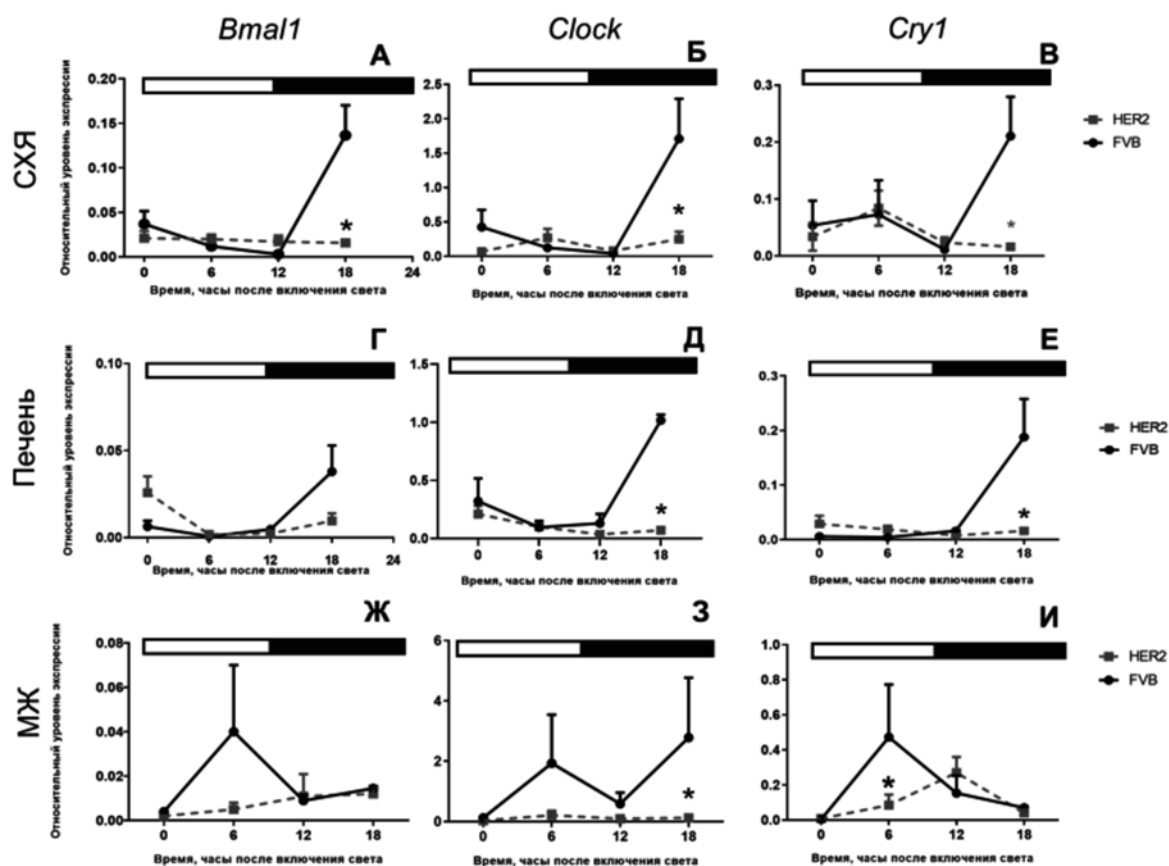 Bmal1 Clock Cry1
СХЯ
Относительный уровень экспрессии
А
0.20
0.15
0.10
0.05
0.00
*
0 6 12 18 24
Время, часы после включения света
Б
2.5
2.0
1.5
1.0
0.5
0.0
*
0 6 12 18
Время, часы после включения света
В
0.3
0.2
0.1
0.0
*
0 6 12 18
Время, часы после включения света
HER2
FVB
Печень
Относительный уровень экспрессии
Г
0.10
0.05
0.00
0 6 12 18 24
Время, часы после включения света
Д
1.5
1.0
0.5
0.0
*
0 6 12 18
Время, часы после включения света
Е
0.3
0.2
0.1
0.0
*
0 6 12 18
Время, часы после включения света
HER2
FVB
МЖ
Относительный уровень экспрессии
Ж
0.08
0.06
0.04
0.02
0.00
0 6 12 18
Время, часы после включения света
З
6
4
2
0
*
0 6 12 18
Время, часы после включения света
И
1.0
0.8
0.6
0.4
0.2
0.0
*
0 6 12 18
Время, часы после включения света
HER2
FVB